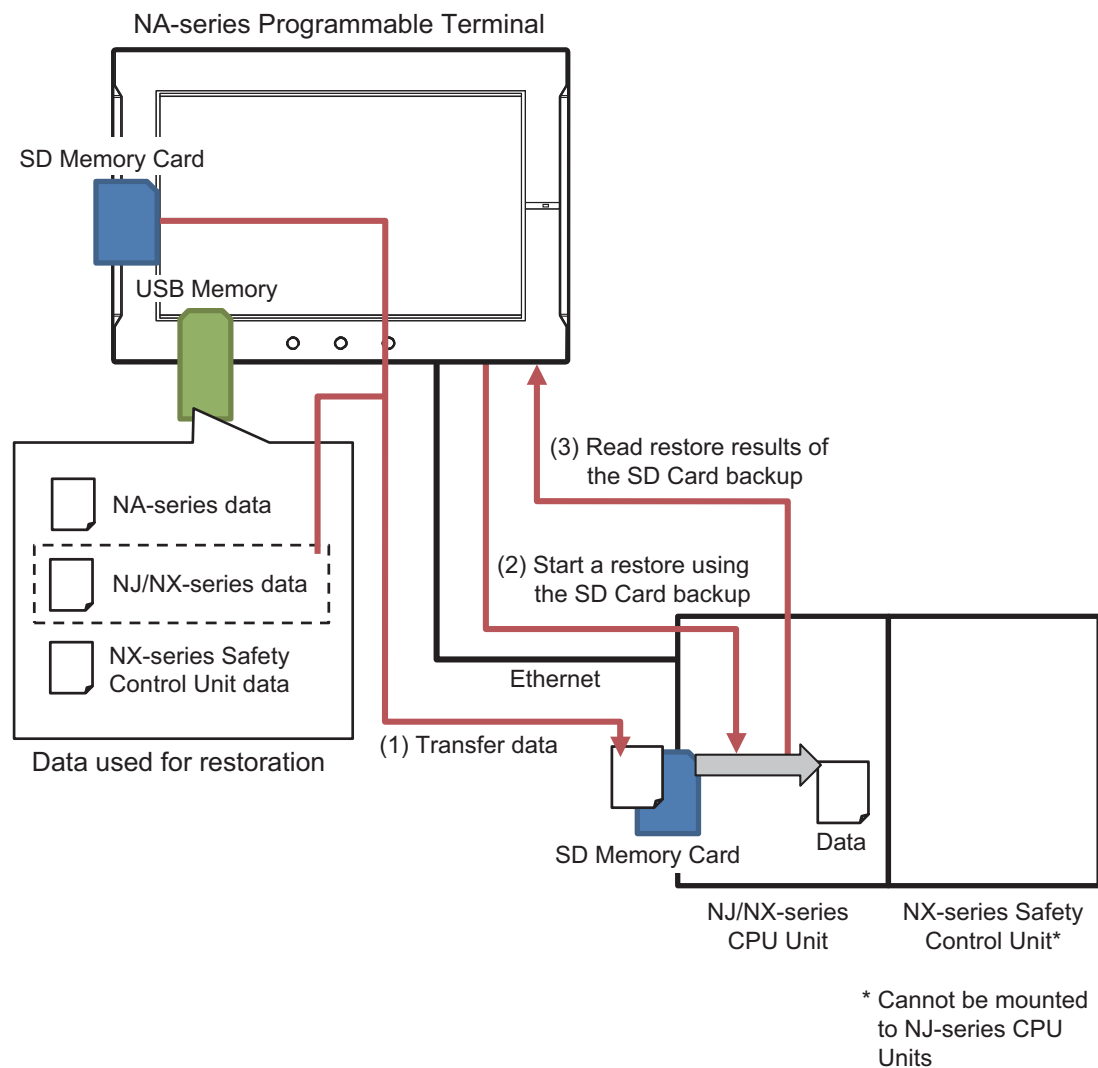 NA-series Programmable Terminal
SD Memory Card
USB Memory
(3) Read restore results of
the SD Card backup
NA-series data
(2) Start a restore using
the SD Card backup
NJ/NX-series data
NX-series Safety
Control Unit data
Ethernet
(1) Transfer data
Data used for restoration
Data
SD Memory Card
NJ/NX-series
CPU Unit
NX-series Safety
Control Unit*
* Cannot be mounted
to NJ-series CPU
Units